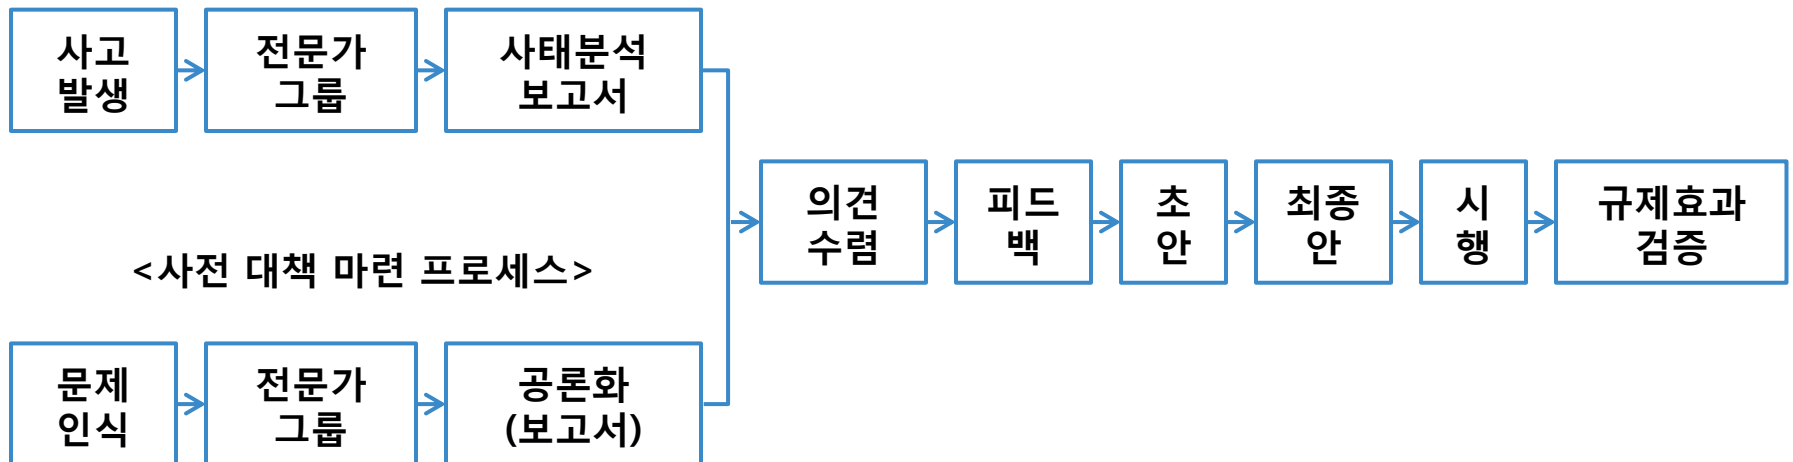 사고
발생
전문가
그룹
사태분석
보고서
의견
수렴
피드
백
초
안
최종
안
시
행
규제효과
검증
<사전 대책 마련 프로세스>
문제
인식
전문가
그룹
공론화
(보고서)